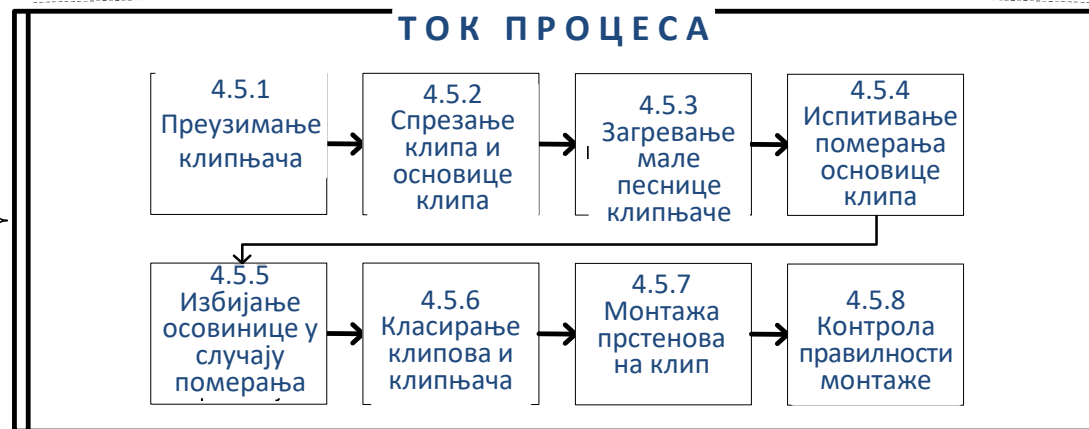 ТОК ПРОЦЕСА
4.5.1
Преузимање
клипњача
4.5.2
Спрезање
клипа и
основице
клипа
4.5.3
Загревање
мале
песнице
клипњаче
4.5.4
Испитивање
померања
основице
клипа
4.5.5
Избијање
осовинице у
случају
померања
4.5.6
Класирање
клипова и
клипњача
4.5.7
Монтажа
прстенова
на клип
4.5.8
Контрола
правилности
монтаже